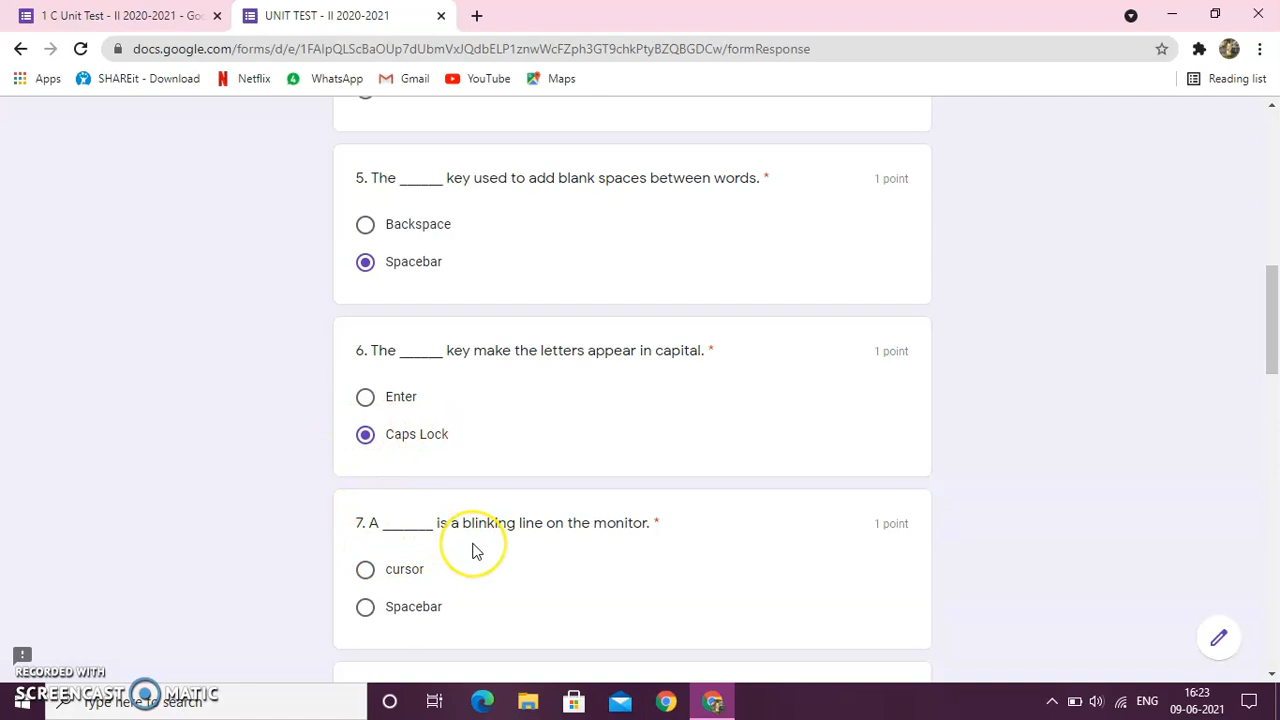 1 C Unit Test - II 2020-2021 - Goo
UNIT TEST - II 2020-2021
docs.google.com/forms/d/e/1FAIpQLScBaOUp7dUbmVxJQdbELP1znwWcFZph3GT9chkPtyBZQBGDCw/formResponse
Apps
SHAREit - Download
Netflix
WhatsApp
Gmail
YouTube
Maps
Reading list
5. The ______ key used to add blank spaces between words. *
1 point
Backspace
Spacebar
6. The ______ key make the letters appear in capital. *
1 point
Enter
Caps Lock
7. A _______ is a blinking line on the monitor. *
1 point
cursor
Spacebar
RECORDED WITH
SCREENCAST MATIC
Type here to search
ENG
16:23
09-06-2021